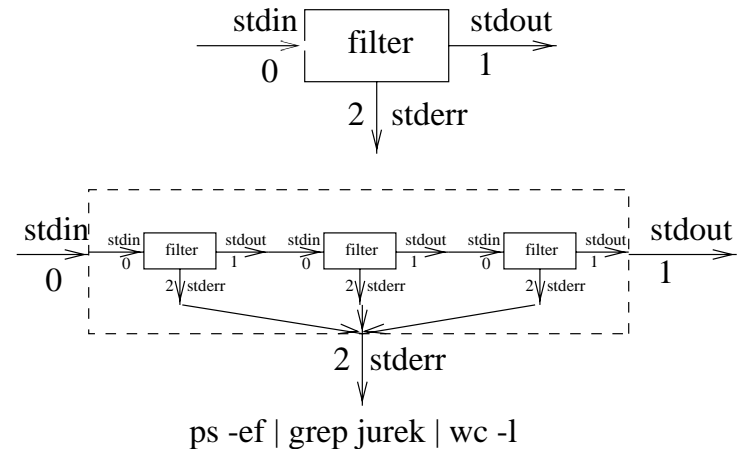 stdin filter stdout
0 1
2 stderr
stdin stdout
stdin filter stdout stdin filter stdout stdin filter stdout
0 1 0 1 0 1
0 1
2 stderr 2 stderr 2 stderr
2 stderr
ps -ef | grep jurek | wc -l